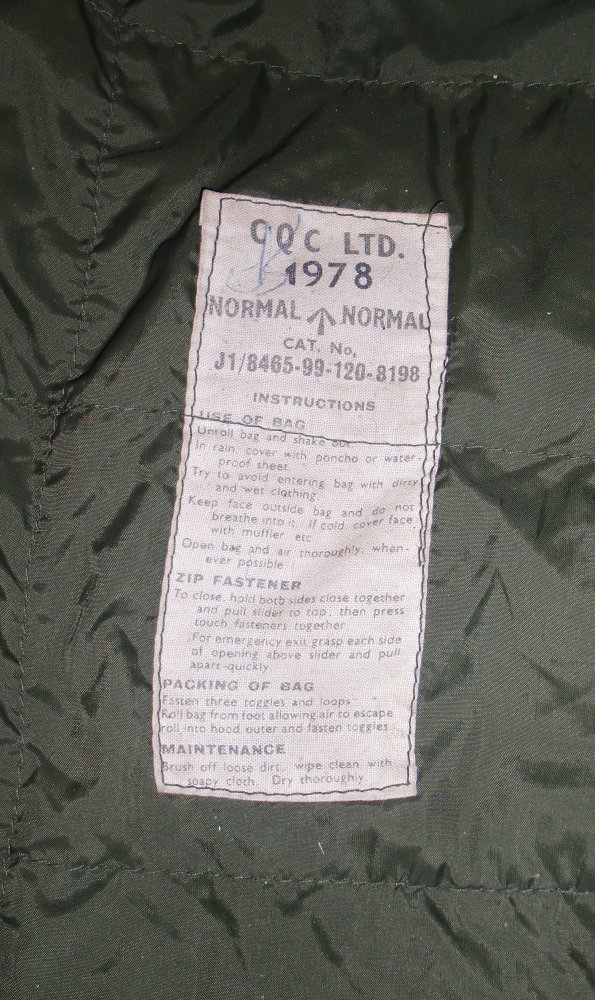 QQC LTD.
1978
NORMAL NORMAL
CAT. No,
J1/8465-99-120-8198
INSTRUCTIONS
USE OF BAG
Unroll bag and shake out
In rain cover with poncho or water-
proof sheet
Try to avoid entering bag with dirty
and wet clothing
Keep face outside bag and do not
breathe into it. If cold, cover face
with muffler etc
Open bag and air thoroughly, when-
ever possible
ZIP FASTENER
To close, hold both sides close together
and pull slider to top, then press
touch fasteners together
For emergency exit grasp each side
of opening above slider and pull
apart quickly
PACKING OF BAG
Fasten three toggles and loops
Roll bag from foot allowing air to escape
roll into hood outer and fasten toggles
MAINTENANCE
Brush off loose dirt, wipe clean with
soapy cloth. Dry thoroughly